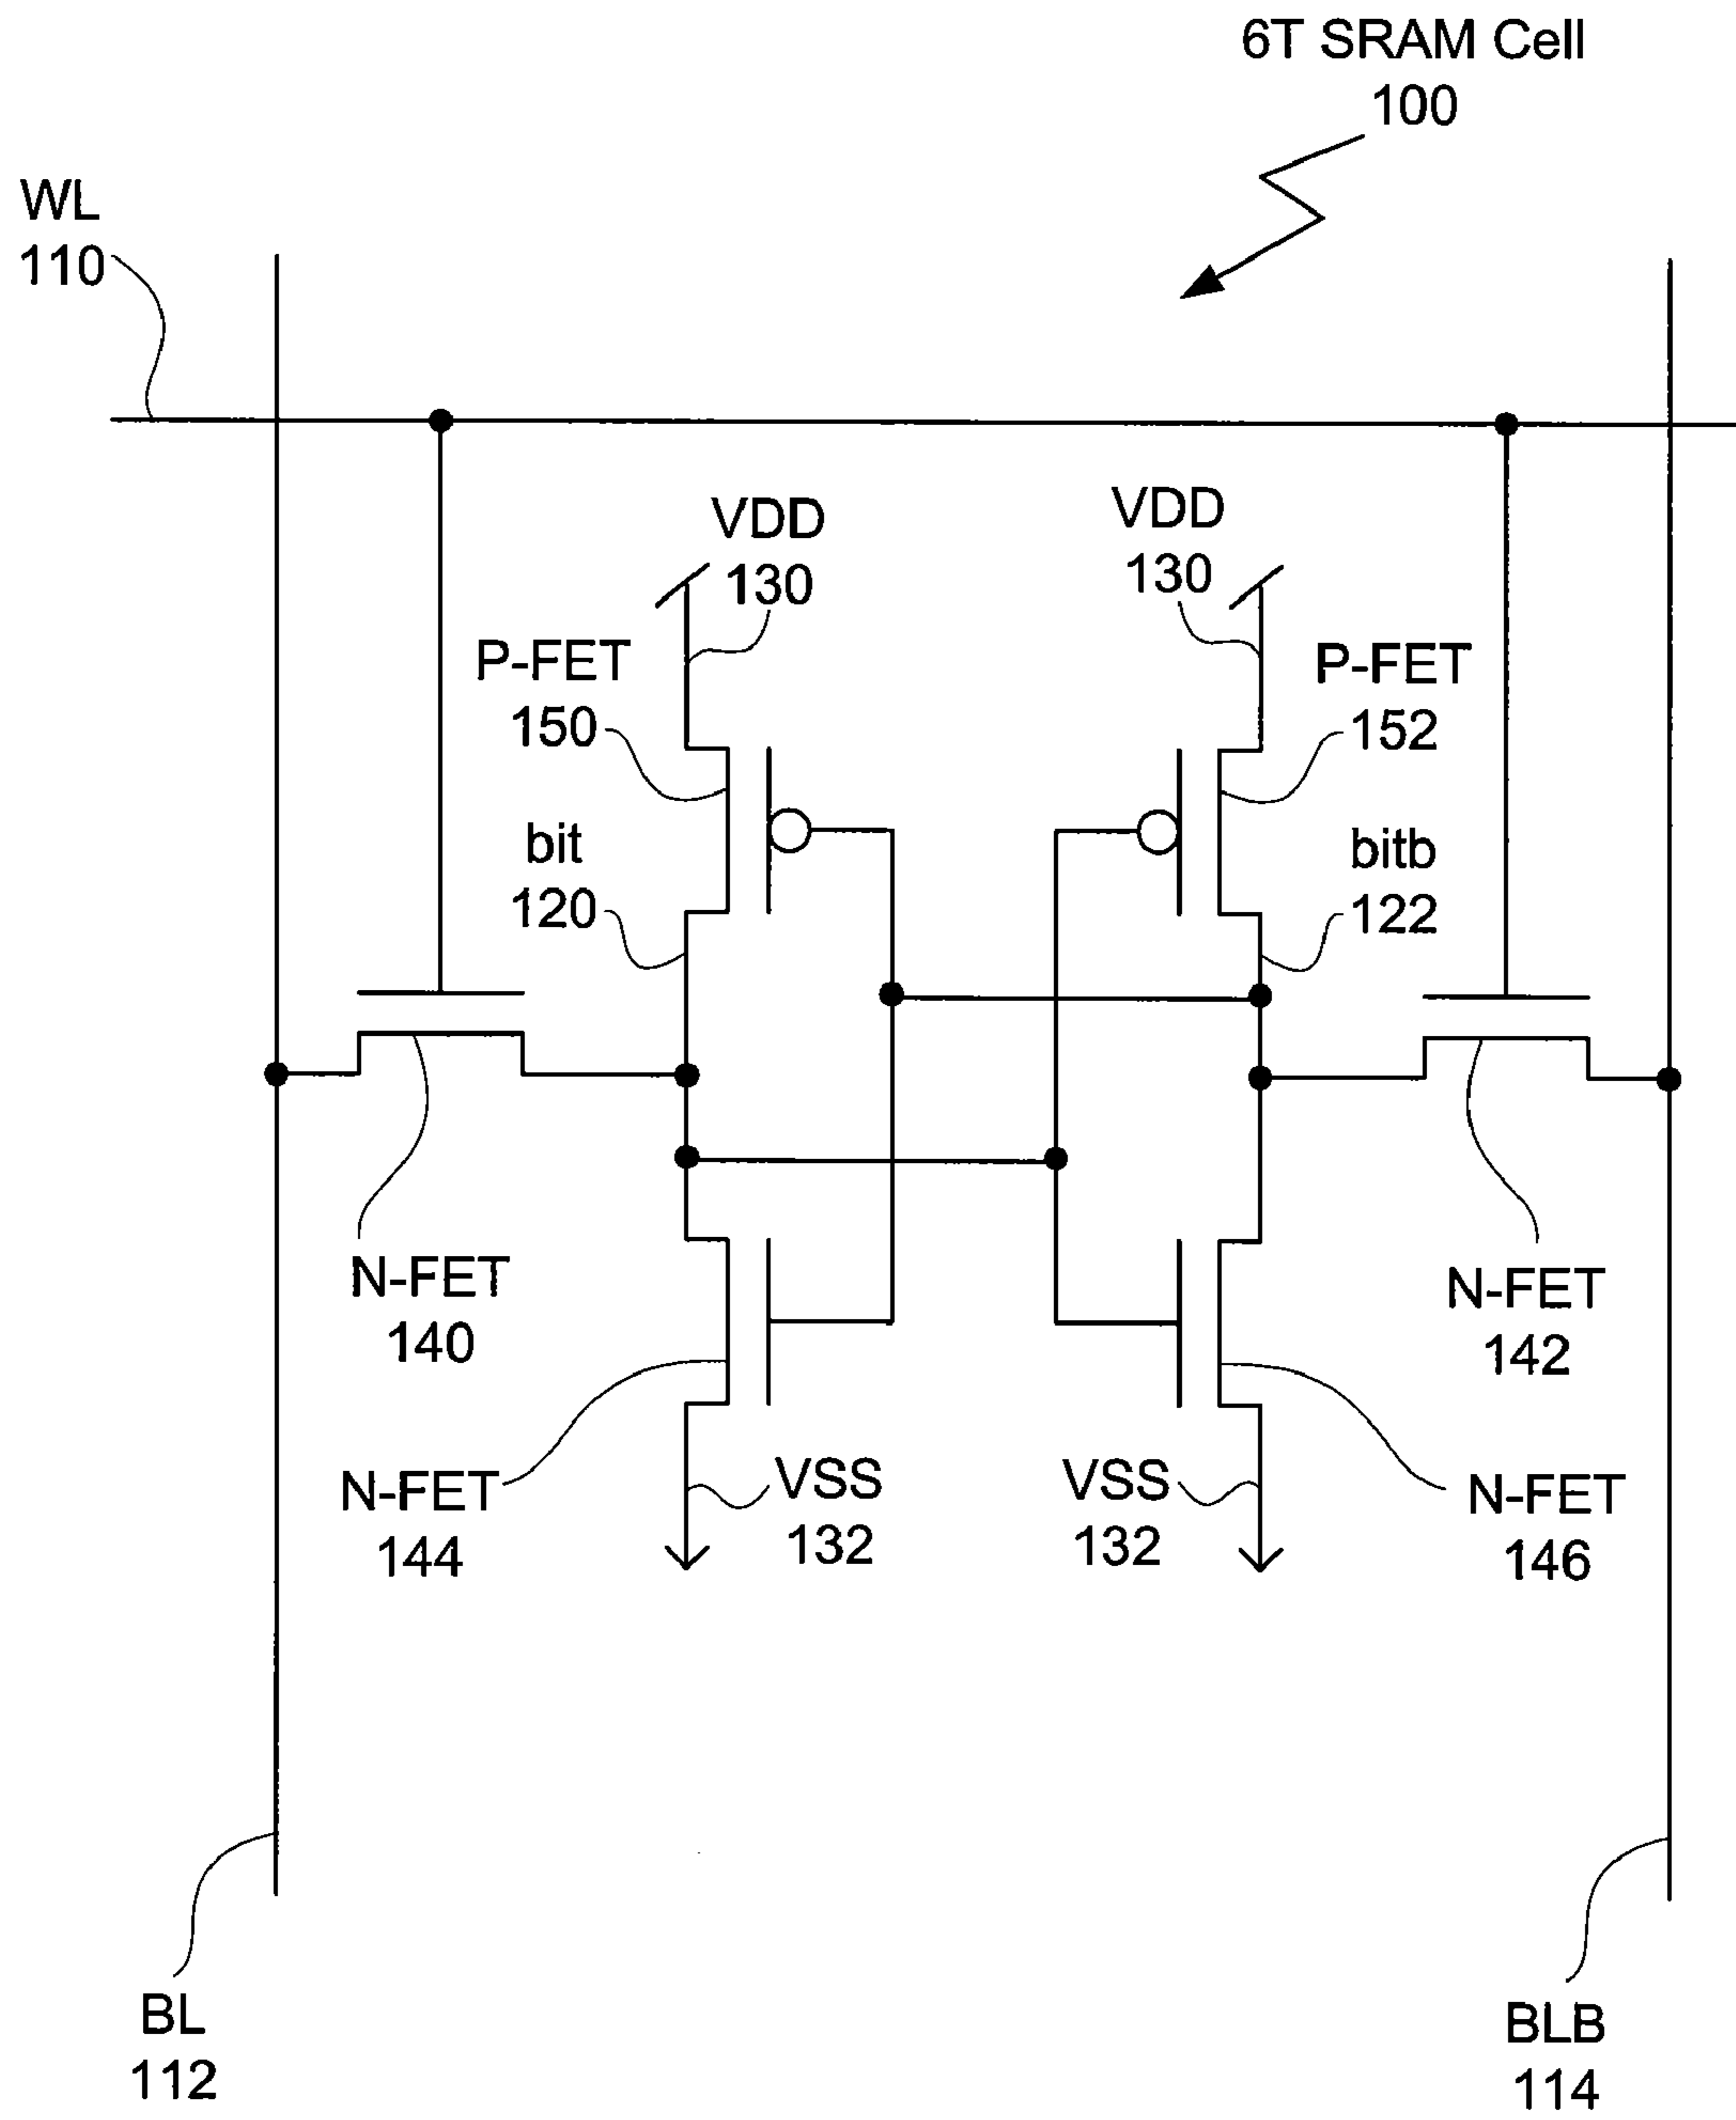 6T SRAM Cell
100
WL
110
VDD
130
VDD
130
P-FET
150
P-FET
152
bit
120
bitb
122
N-FET
140
N-FET
142
N-FET
144
VSS
132
VSS
132
N-FET
146
BL
112
BLB
114